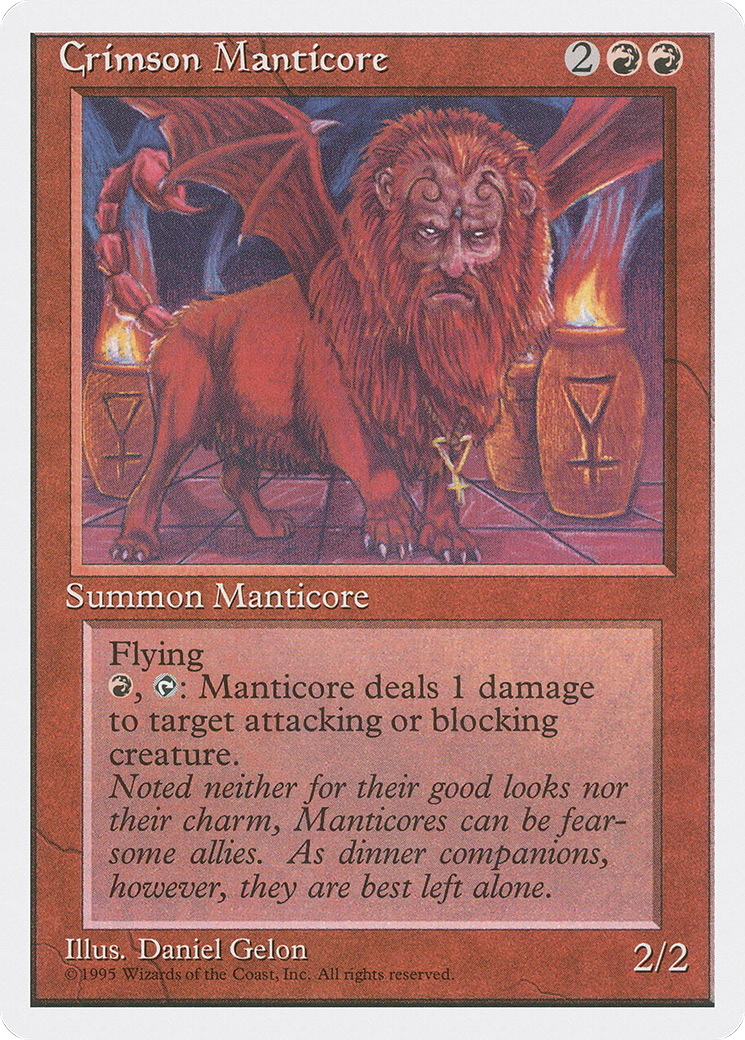 Crimson Manticore 2
Summon Manticore
Flying
, : Manticore deals 1 damage
to target attacking or blocking
creature.
Noted neither for their good looks nor
their charm, Manticores can be fear-
some allies. As dinner companions,
however, they are best left alone.
Illus. Daniel Gelon
© 1995 Wizards of the Coast, Inc. All rights reserved.
2/2